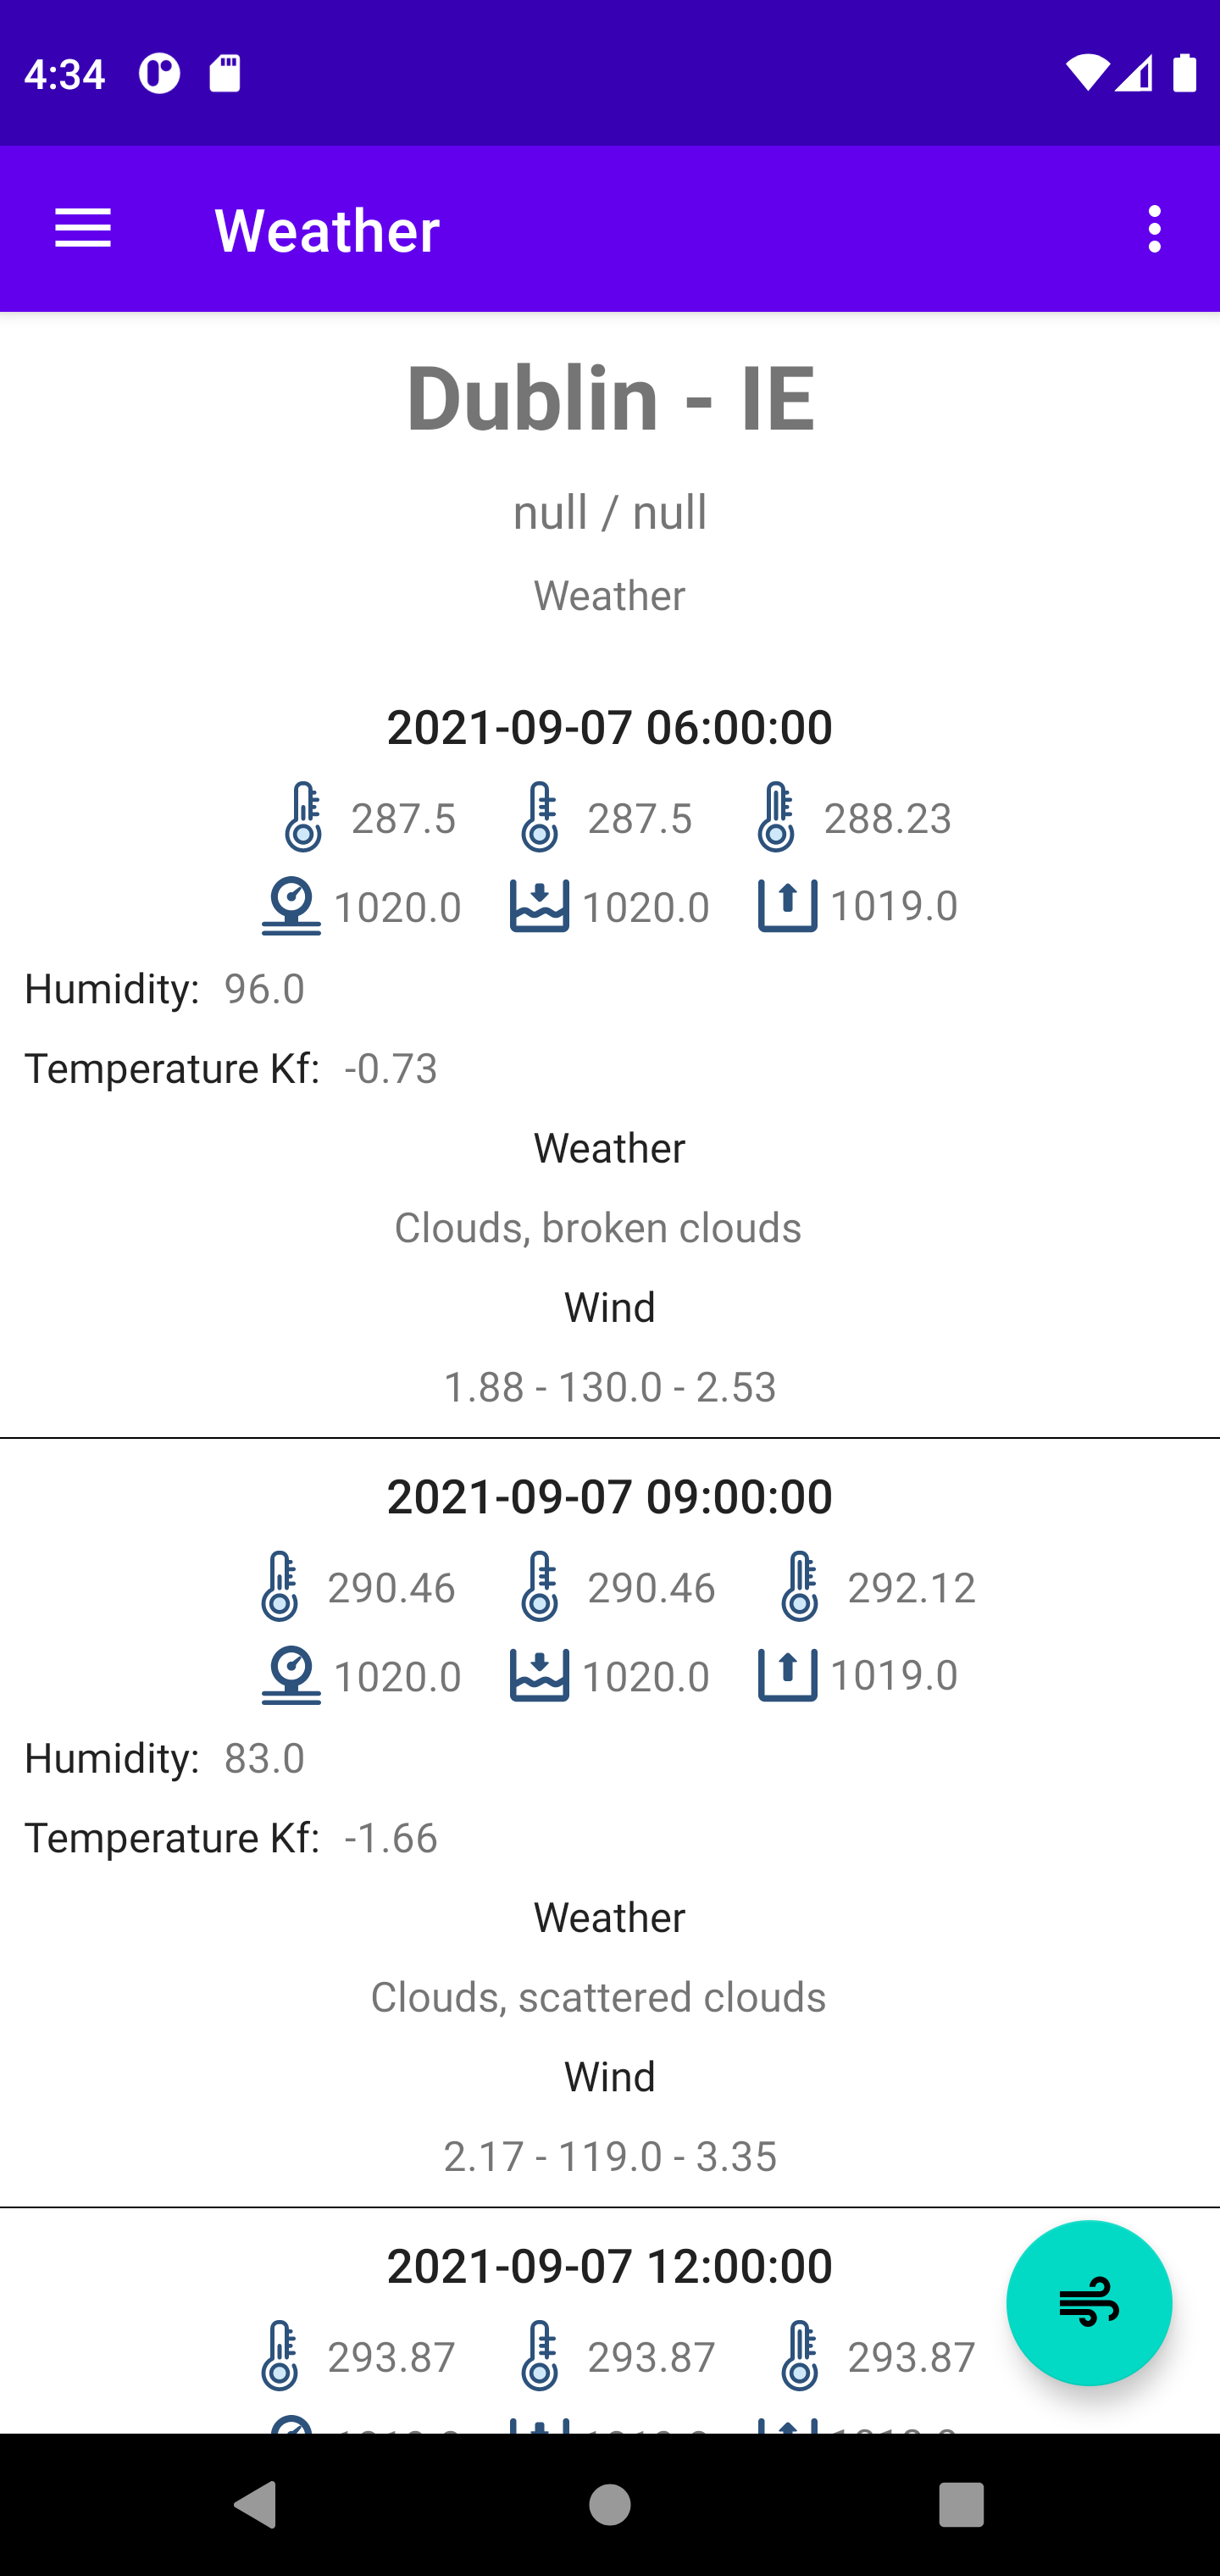 4:34
Weather
Dublin - IE
null / null
Weather
2021-09-07 06:00:00
287.5 287.5 288.23
1020.0 1020.0 1019.0
Humidity: 96.0
Temperature Kf: -0.73
Weather
Clouds, broken clouds
Wind
1.88 - 130.0 - 2.53
2021-09-07 09:00:00
290.46 290.46 292.12
1020.0 1020.0 1019.0
Humidity: 83.0
Temperature Kf: -1.66
Weather
Clouds, scattered clouds
Wind
2.17 - 119.0 - 3.35
2021-09-07 12:00:00
293.87 293.87 293.87